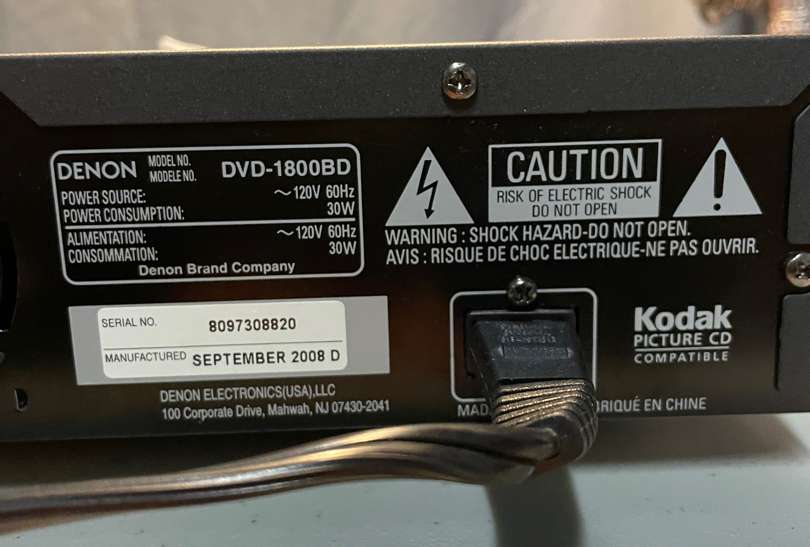 DENON MODEL NO. MODELE NO. DVD-1800BD
POWER SOURCE: ~120V 60Hz
POWER CONSUMPTION: 30W
ALIMENTATION: ~120V 60Hz
CONSOMMATION: 30W
Denon Brand Company
CAUTION
RISK OF ELECTRIC SHOCK
DO NOT OPEN
WARNING : SHOCK HAZARD-DO NOT OPEN.
AVIS : RISQUE DE CHOC ELECTRIQUE-NE PAS OUVRIR.
SERIAL NO. 8097308820
MANUFACTURED SEPTEMBER 2008 D
DENON ELECTRONICS(USA),LLC
100 Corporate Drive, Mahwah, NJ 07430-2041
Kodak
PICTURE CD
COMPATIBLE
EN CHINE